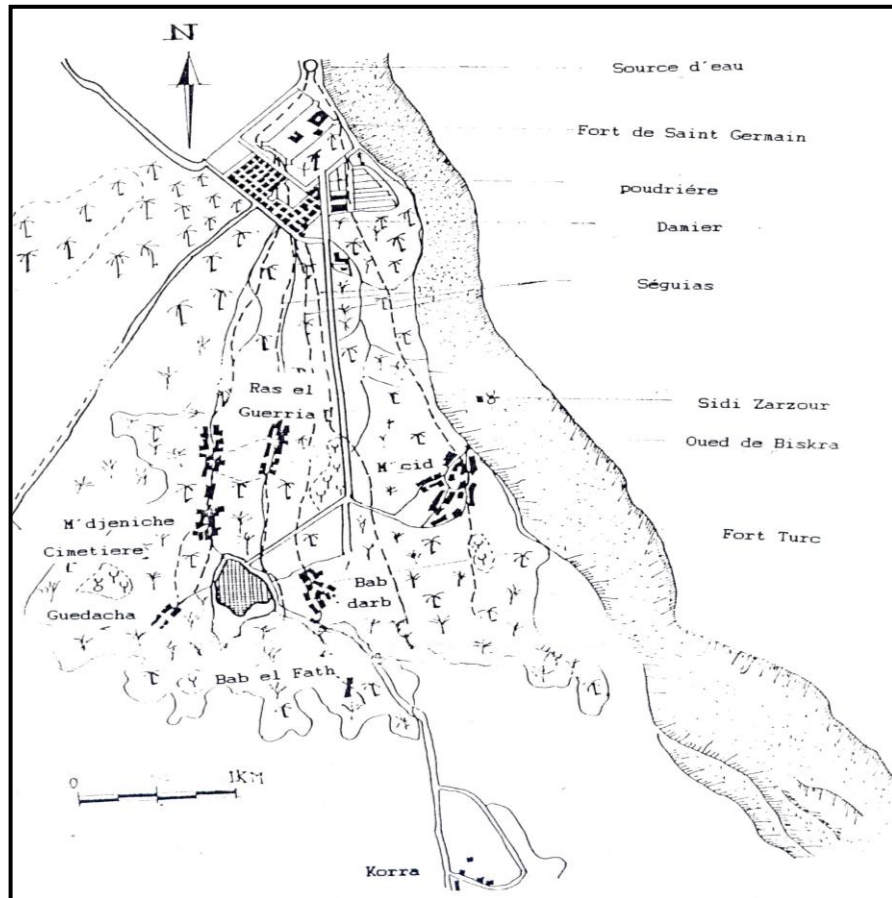 N
Source d'eau
Fort de Saint Germain
poudriére
Damier
Séguias
Ras el
Guerria
Sidi Zarzour
Oued de Biskra
M'cid
M'djeniche
Cimetiere
Fort Turc
Guedacha
Bab
darb
Bab el Fath
0 1KM
Korra